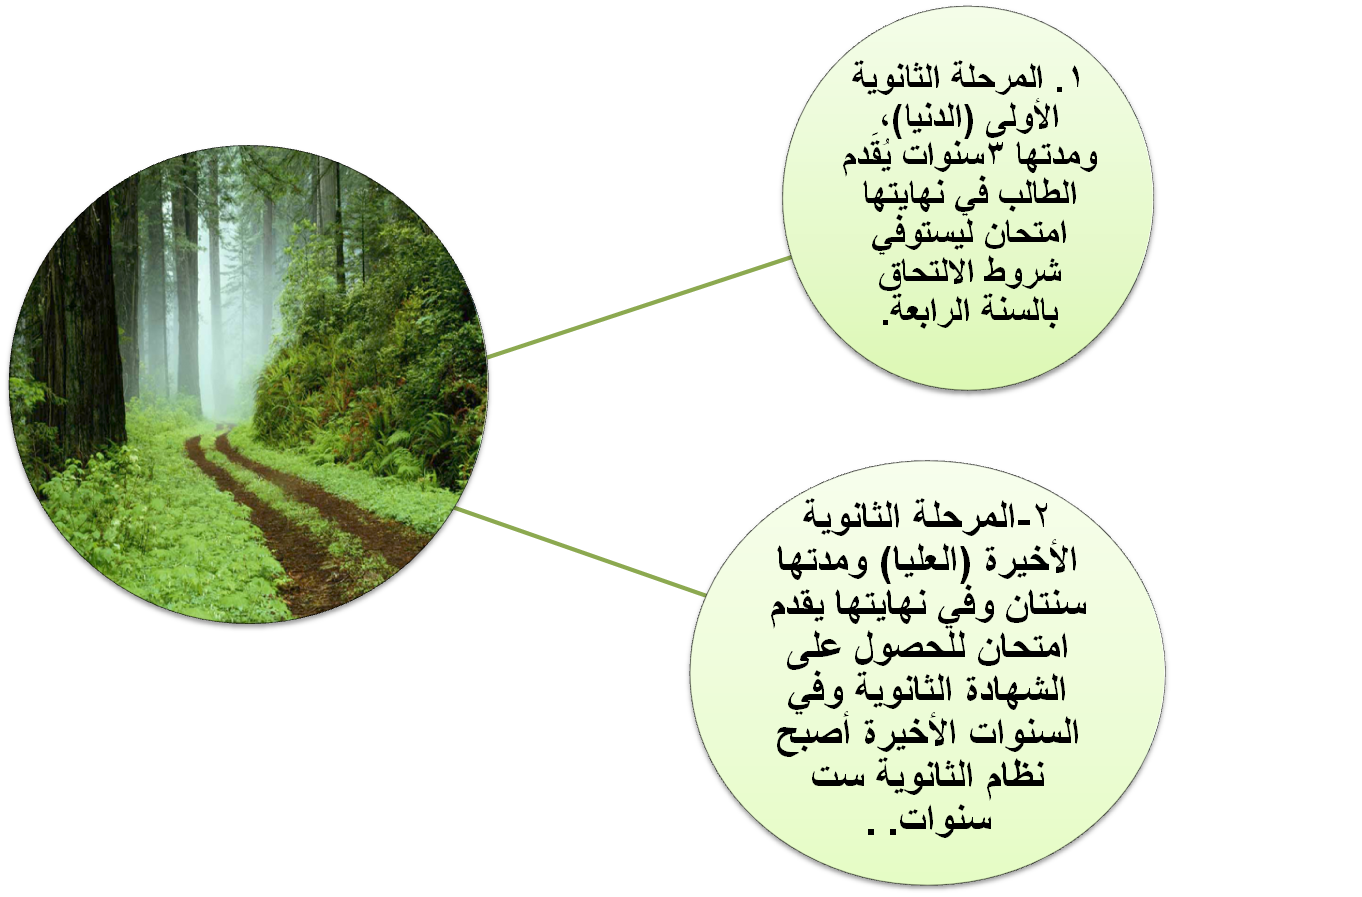 ١. المرحلة الثانوية
الأولى (الدنيا)،
ومدتها ٣سنوات يُقَدم
الطالب في نهايتها
امتحان ليستوفي
شروط الالتحاق
بالسنة الرابعة.
٢-المرحلة الثانوية
الأخيرة (العليا) ومدتها
سنتان وفي نهايتها يقدم
امتحان للحصول على
الشهادة الثانوية وفي
السنوات الأخيرة أصبح
نظام الثانوية ست
سنوات. .